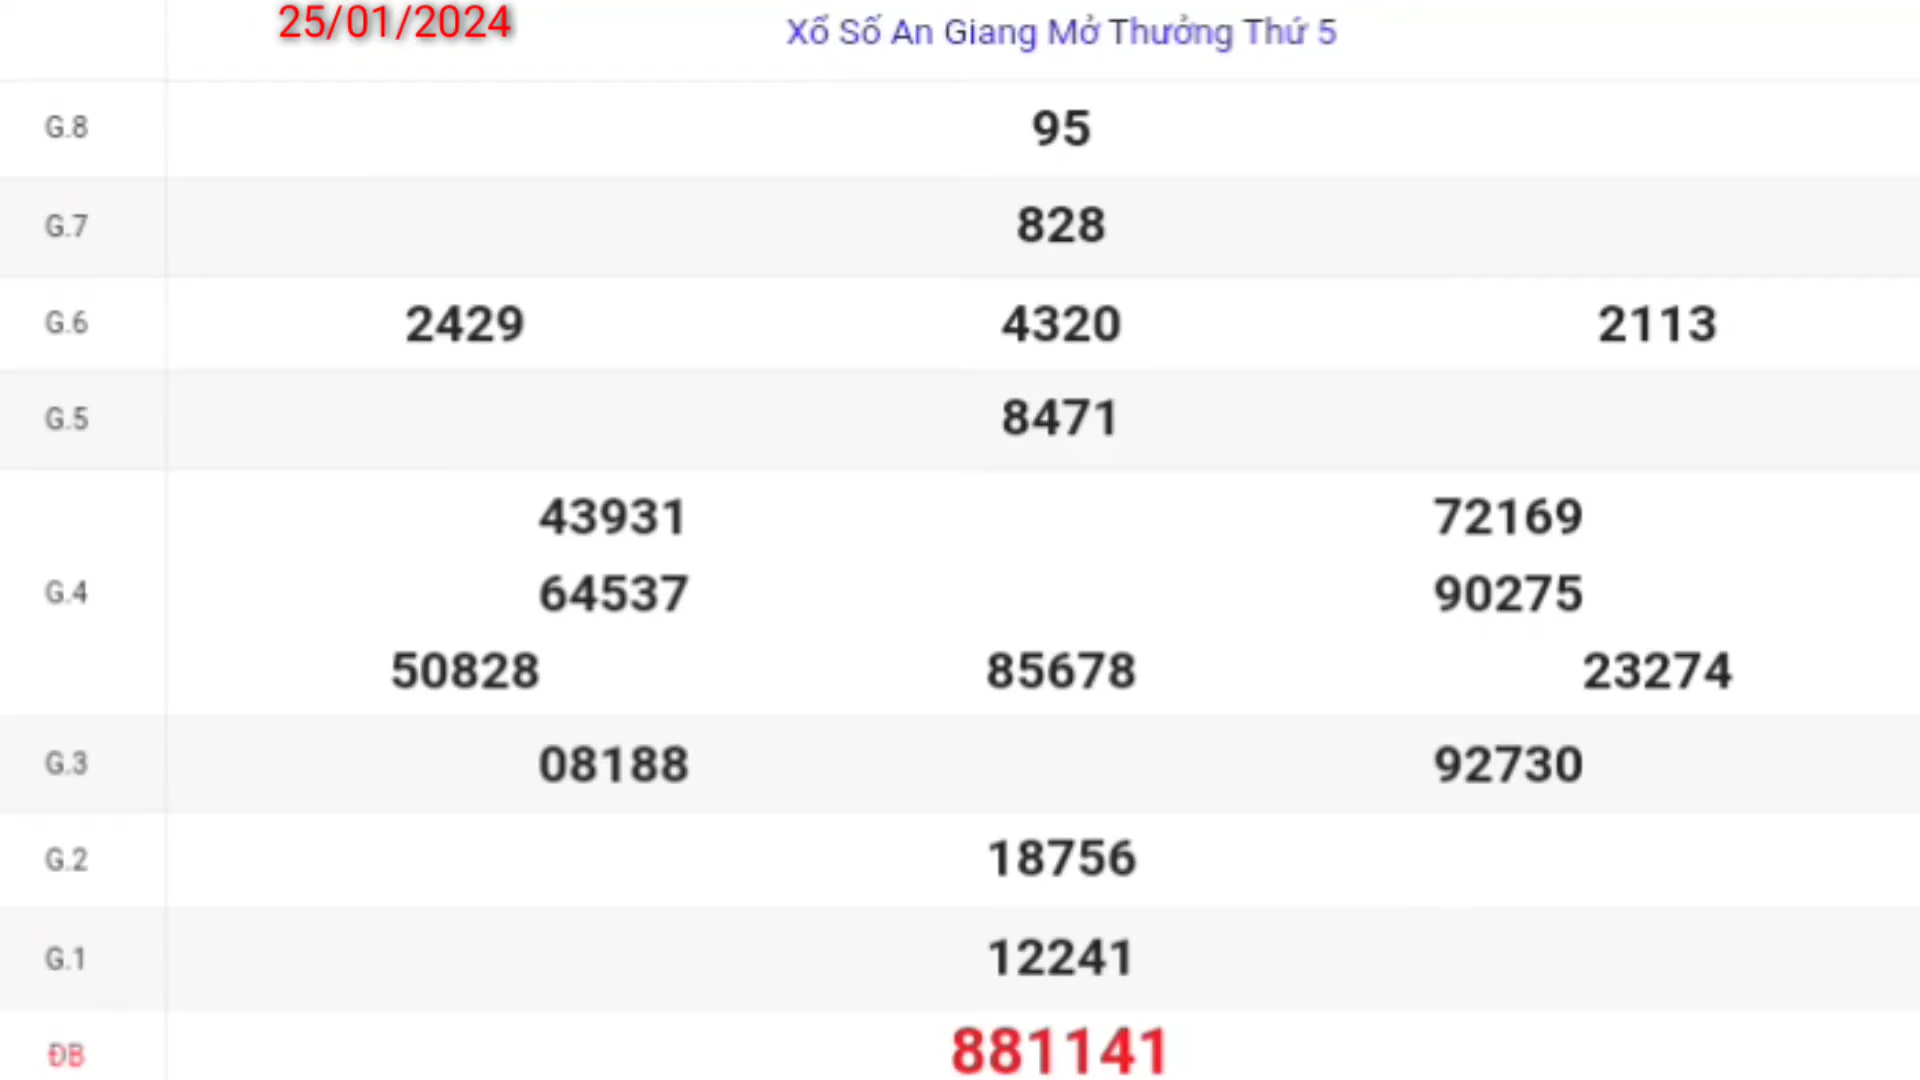 25/01/2024 Xổ Số An Giang Mở Thưởng Thứ 5
G.8 95
G.7 828
G.6 2429 4320 2113
G.5 8471
43931 72169
G.4 64537 90275
50828 85678 23274
G.3 08188 92730
G.2 18756
G.1 12241
ĐB 881141